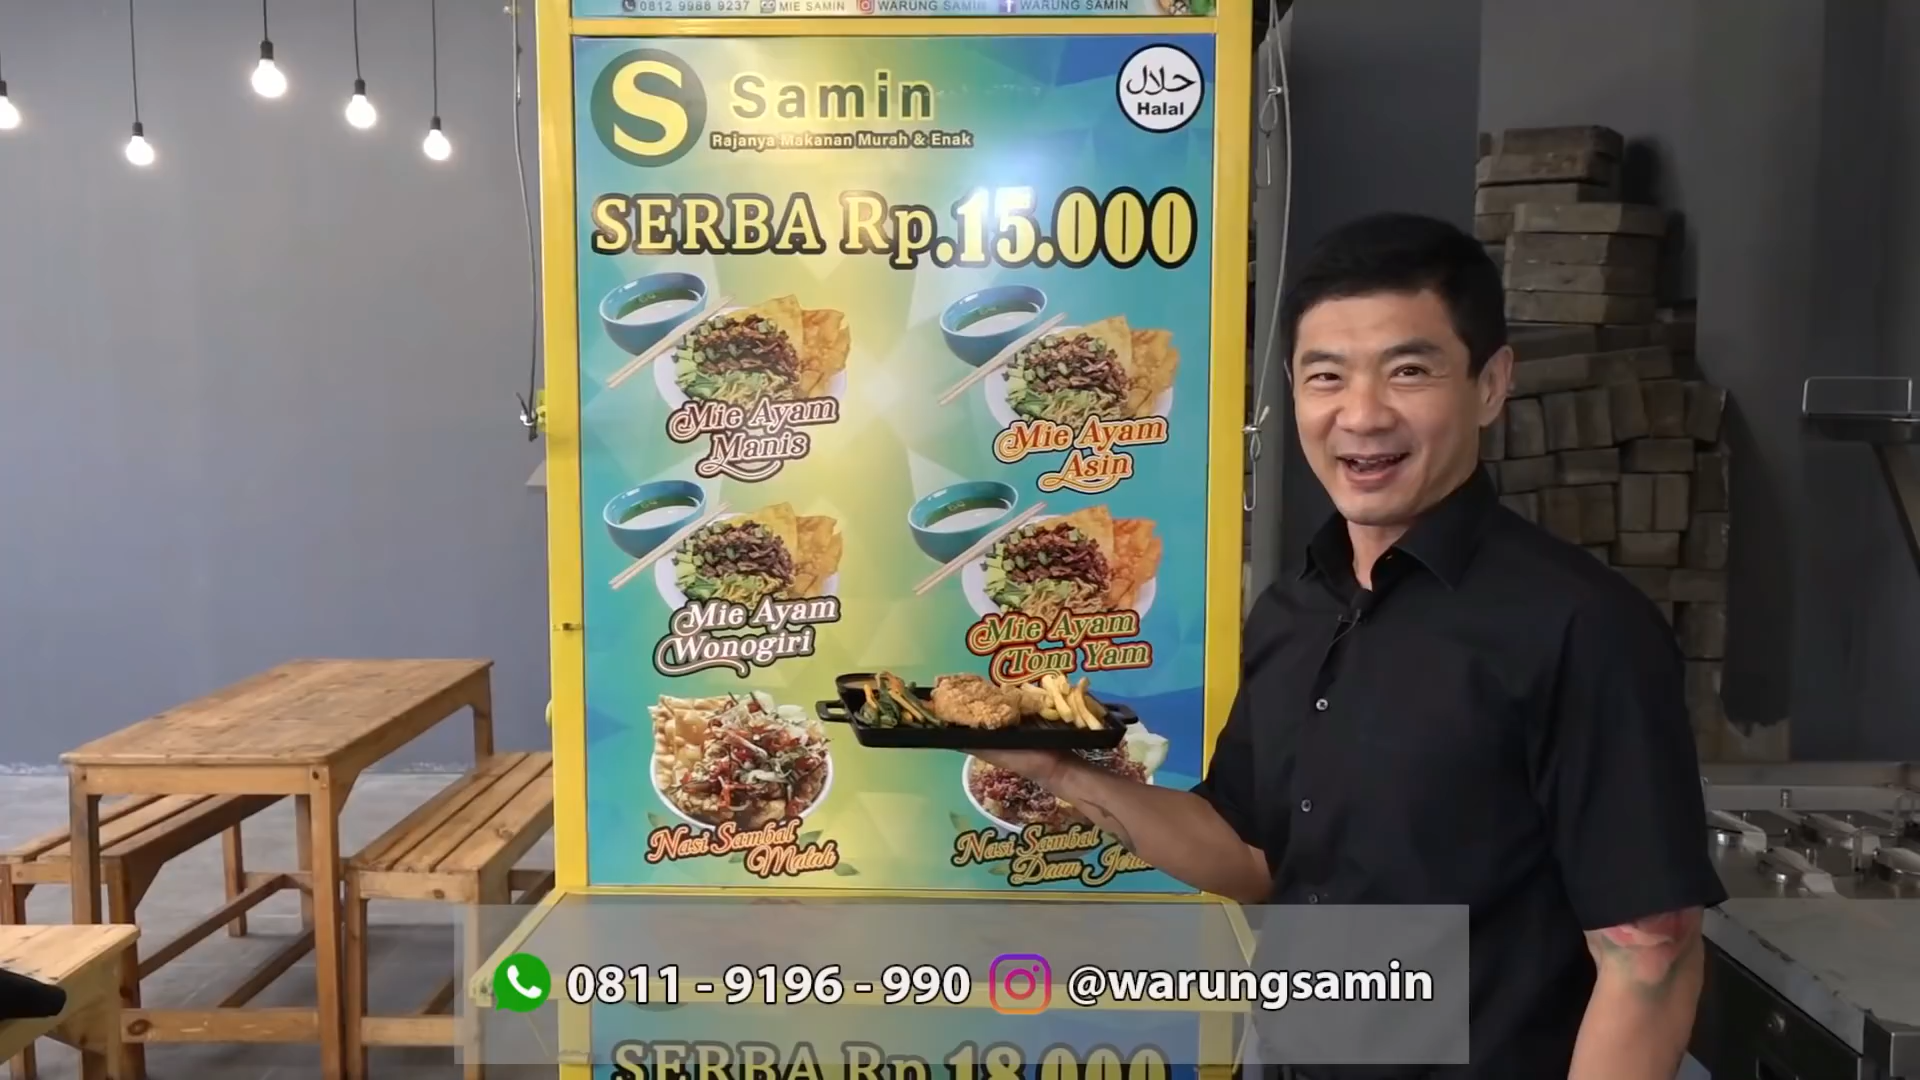 0812 9988 9237 MIE SAMIN WARUNG SAMIN WARUNG SAMIN
S Samin
Rajanya Makanan Murah & Enak
حلال
Halal
SERBA Rp.15.000
Mie Ayam
Manis
Mie Ayam
Asin
Mie Ayam
Wonogiri
Mie Ayam
Tom Yam
Nasi Sambal
Matah
Nasi Sambal
Daun
0811 - 9196 - 990 @warungsamin
SERBA Rp 18.000